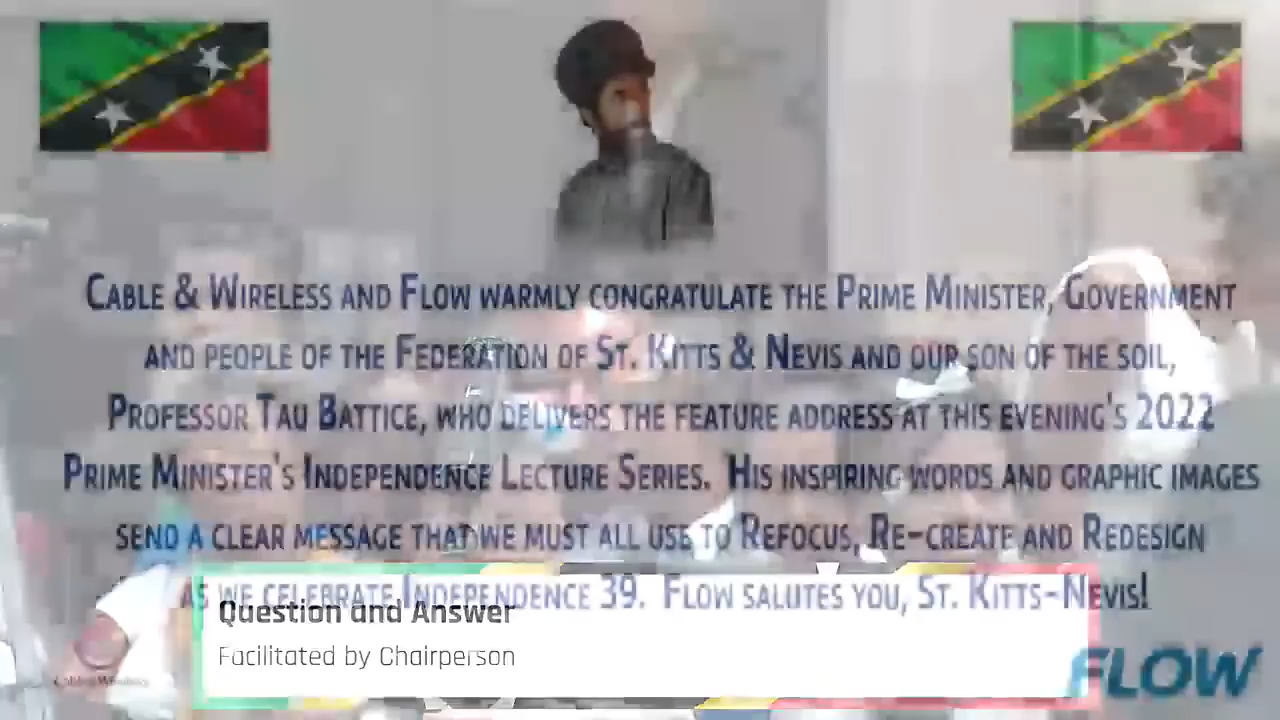 Cable & Wireless and Flow warmly congratulate the Prime Minister, Government
and people of the Federation of St. Kitts & Nevis and our son of the soil,
Professor Tau Battice, who delivers the feature address at this evening's 2022
Prime Minister's Independence Lecture Series. His inspiring words and graphic images
send a clear message that we must all use to Refocus, Re-create and Redesign
as we celebrate Independence 39. Flow salutes you, St. Kitts-Nevis!
Question and Answer
Facilitated by Chairperson
Cable & Wireless
FLOW